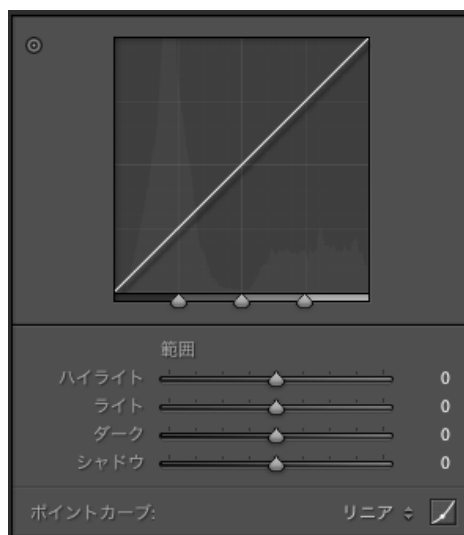 範囲
ハイライト 0
ライト 0
ダーク 0
シャドウ 0
ポイントカーブ: リニア